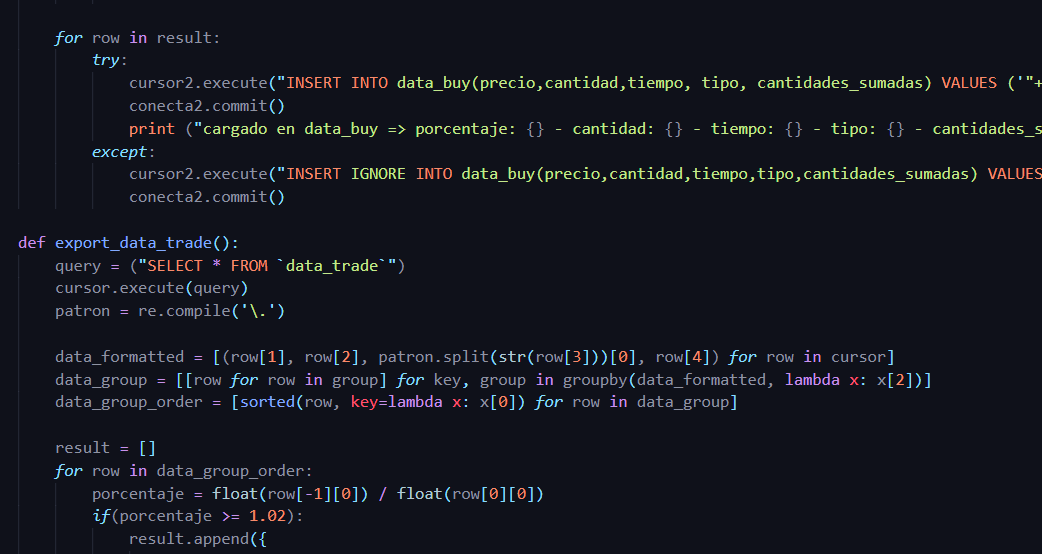 for row in result:
try:
cursor2.execute("INSERT INTO data_buy(precio,cantidad,tiempo, tipo, cantidades_sumadas) VALUES ('"+
conecta2.commit()
print ("cargado en data_buy => porcentaje: {} - cantidad: {} - tiempo: {} - tipo: {} - cantidades_s
except:
cursor2.execute("INSERT IGNORE INTO data_buy(precio,cantidad,tiempo,tipo,cantidades_sumadas) VALUES
conecta2.commit()
def export_data_trade():
query = ("SELECT * FROM `data_trade`")
cursor.execute(query)
patron = re.compile('\.')
data_formatted = [(row[1], row[2], patron.split(str(row[3]))[0], row[4]) for row in cursor]
data_group = [[row for row in group] for key, group in groupby(data_formatted, lambda x: x[2])]
data_group_order = [sorted(row, key=lambda x: x[0]) for row in data_group]
result = []
for row in data_group_order:
porcentaje = float(row[-1][0]) / float(row[0][0])
if(porcentaje >= 1.02):
result.append({